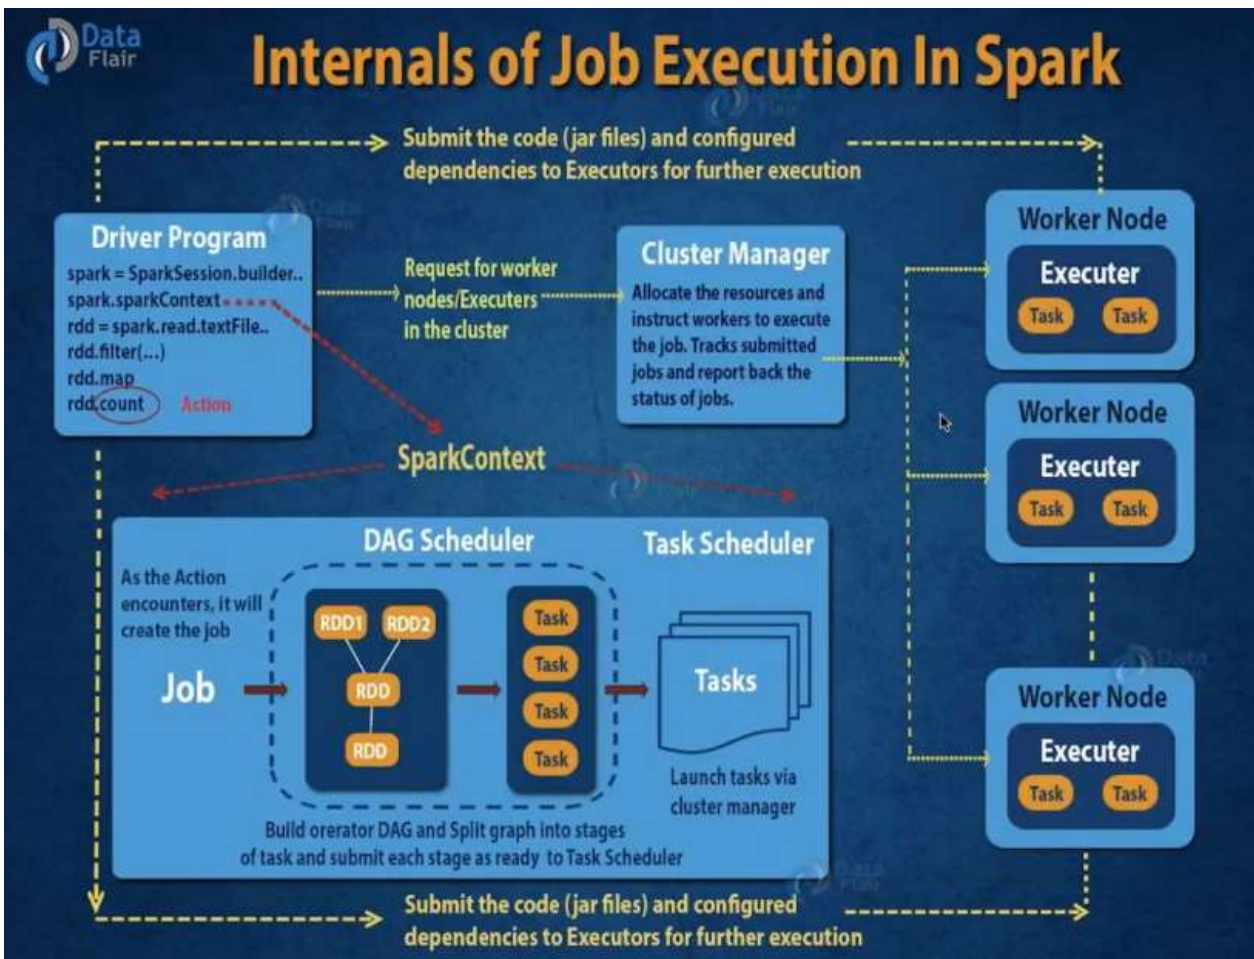 Data
Flair
Internals of Job Execution In Spark
Submit the code (jar files) and configured
dependencies to Executors for further execution
Driver Program
spark = SparkSession.builder..
spark.sparkContext
rdd = spark.read.textFile..
rdd.filter(...)
rdd.map
rdd.count
Action
Request for worker
nodes/Executers
in the cluster
Cluster Manager
Allocate the resources and
instruct workers to execute
the job. Tracks submitted
jobs and report back the
status of jobs.
Worker Node
Executer
Task Task
Worker Node
Executer
Task Task
Worker Node
Executer
Task Task
SparkContext
DAG Scheduler
Task Scheduler
As the Action
encounters, it will
create the job
Job
RDD1 RDD2
RDD
RDD
Task
Task
Task
Task
Tasks
Launch tasks via
cluster manager
Build orerator DAG and Split graph into stages
of task and submit each stage as ready to Task Scheduler
Submit the code (jar files) and configured
dependencies to Executors for further execution